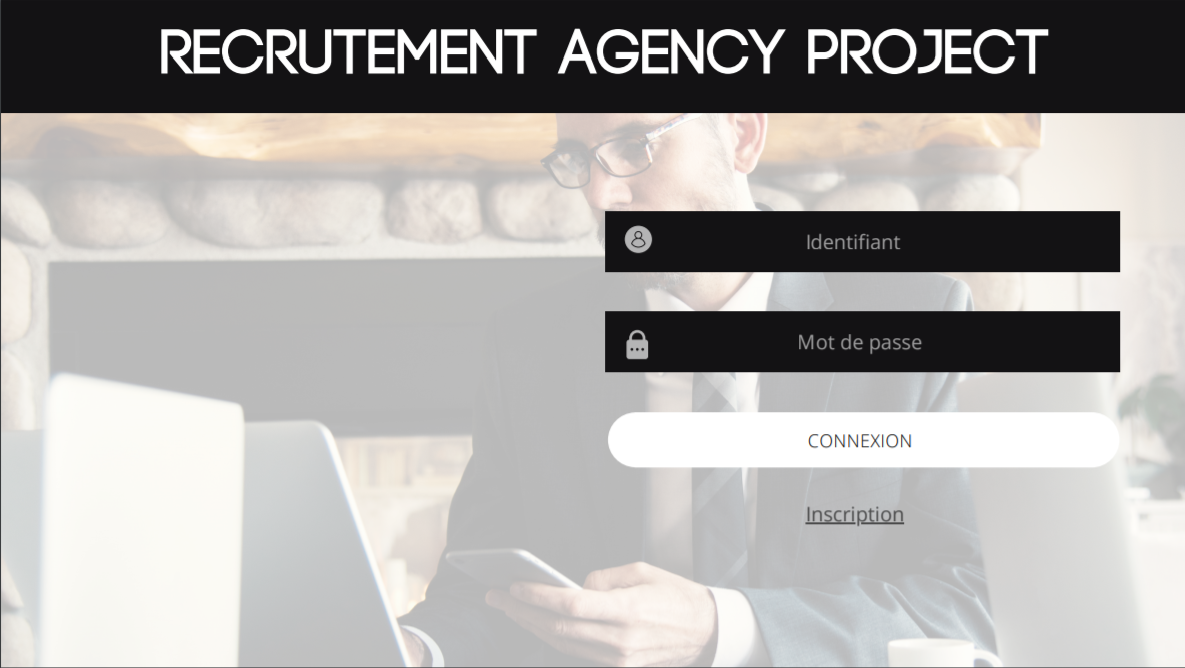 RECRUTEMENT AGENCY PROJECT
Identifiant
Mot de passe
CONNEXION
Inscription